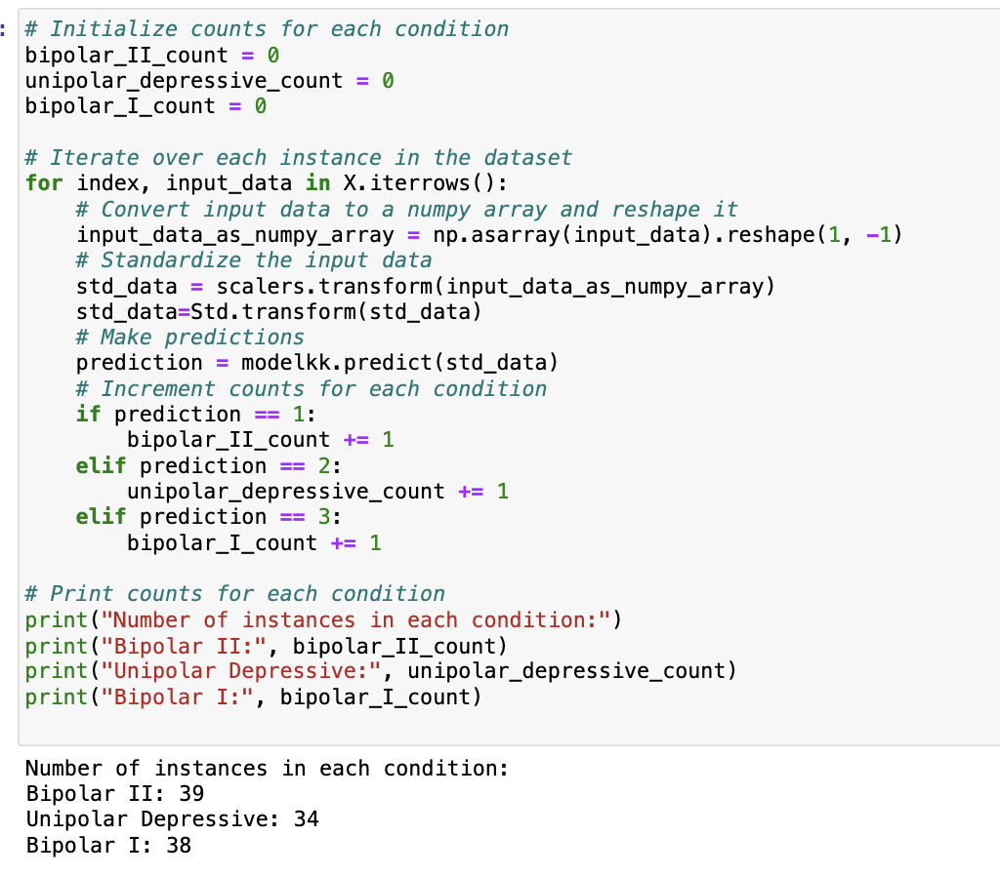 :
# Initialize counts for each condition
bipolar_II_count = 0
unipolar_depressive_count = 0
bipolar_I_count = 0

# Iterate over each instance in the dataset
for index, input_data in X.iterrows():
    # Convert input data to a numpy array and reshape it
    input_data_as_numpy_array = np.asarray(input_data).reshape(1, -1)
    # Standardize the input data
    std_data = scalers.transform(input_data_as_numpy_array)
    std_data=Std.transform(std_data)
    # Make predictions
    prediction = modelkk.predict(std_data)
    # Increment counts for each condition
    if prediction == 1:
        bipolar_II_count += 1
    elif prediction == 2:
        unipolar_depressive_count += 1
    elif prediction == 3:
        bipolar_I_count += 1

# Print counts for each condition
print("Number of instances in each condition:")
print("Bipolar II:", bipolar_II_count)
print("Unipolar Depressive:", unipolar_depressive_count)
print("Bipolar I:", bipolar_I_count)

Number of instances in each condition:
Bipolar II: 39
Unipolar Depressive: 34
Bipolar I: 38